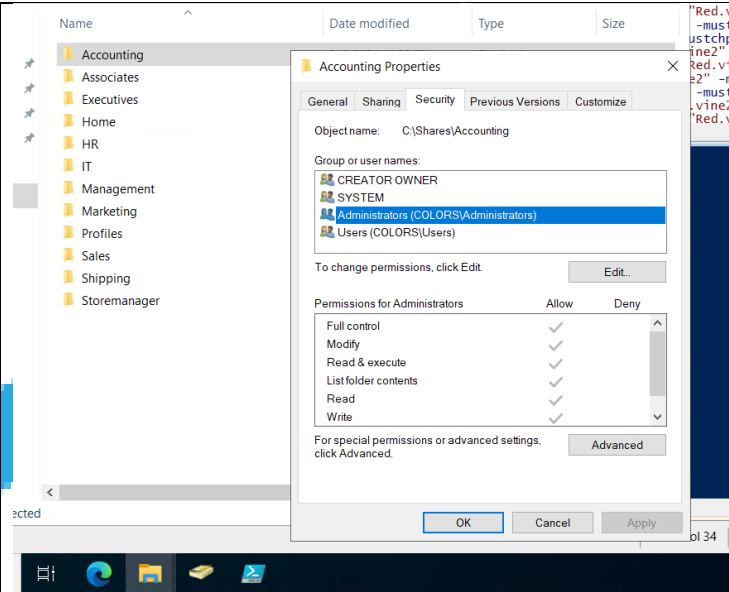 Name
Date modified
Type
Size
Accounting
Associates
Executives
Home
HR
IT
Management
Marketing
Profiles
Sales
Shipping
Storemanager
ected
Accounting Properties
General
Sharing
Security
Previous Versions
Customize
Object name: C:\Shares\Accounting
Group or user names:
CREATOR OWNER
SYSTEM
Administrators (COLORS\Administrators)
Users (COLORS\Users)
To change permissions, click Edit.
Edit...
Permissions for Administrators
Allow
Deny
Full control
Modify
Read & execute
List folder contents
Read
Write
For special permissions or advanced settings,
click Advanced.
Advanced
OK
Cancel
Apply
"Red.v
-must
ustchp
ine2"
Red.vi
e2" -m
-must
.vine2
"Red.v
ol 34